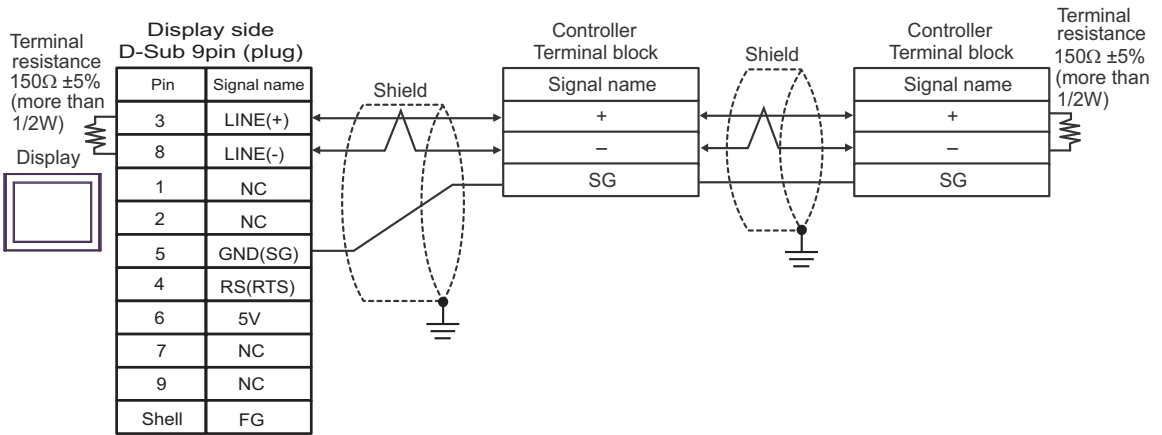 Terminal
resistance
150Ω ±5%
(more than
1/2W)
Display
Display side
D-Sub 9pin (plug)
Pin Signal name
3 LINE(+)
8 LINE(-)
1 NC
2 NC
5 GND(SG)
4 RS(RTS)
6 5V
7 NC
9 NC
Shell FG
Shield
Controller
Terminal block
Signal name
+
–
SG
Shield
Controller
Terminal block
Signal name
+
–
SG
Terminal
resistance
150Ω ±5%
(more than
1/2W)